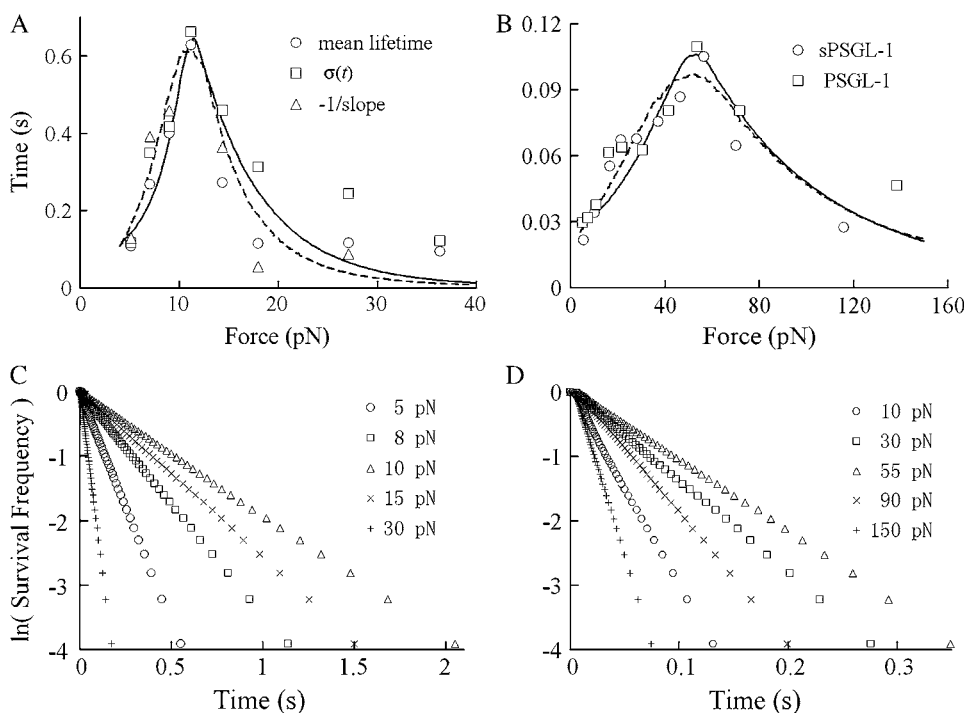 A
mean lifetime
σ(t)
-1/slope
Time (s)
0.6
0.4
0.2
0
0 10 20 30 40
Force (pN)
B
sPSGL-1
PSGL-1
0.12
0.09
0.06
0.03
0
0 40 80 120 160
Force (pN)
C
5 pN
8 pN
10 pN
15 pN
30 pN
ln( Survival Frequency )
0
-1
-2
-3
-4
0 0.5 1 1.5 2
Time (s)
D
10 pN
30 pN
55 pN
90 pN
150 pN
0
-1
-2
-3
-4
0 0.1 0.2 0.3
Time (s)